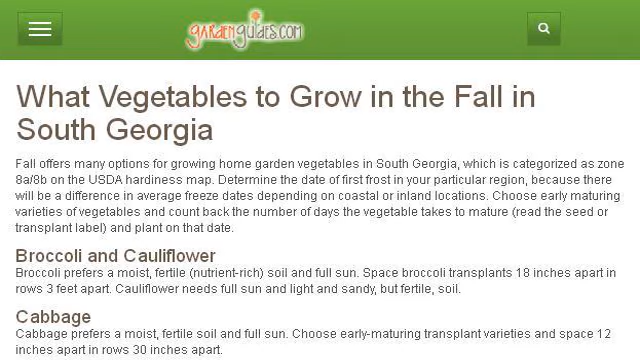 gardenguides.com
What Vegetables to Grow in the Fall in
South Georgia
Fall offers many options for growing home garden vegetables in South Georgia, which is categorized as zone
8a/8b on the USDA hardiness map. Determine the date of first frost in your particular region, because there
will be a difference in average freeze dates depending on coastal or inland locations. Choose early maturing
varieties of vegetables and count back the number of days the vegetable takes to mature (read the seed or
transplant label) and plant on that date.
Broccoli and Cauliflower
Broccoli prefers a moist, fertile (nutrient-rich) soil and full sun. Space broccoli transplants 18 inches apart in
rows 3 feet apart. Cauliflower needs full sun and light and sandy, but fertile, soil.
Cabbage
Cabbage prefers a moist, fertile soil and full sun. Choose early-maturing transplant varieties and space 12
inches apart in rows 30 inches apart.